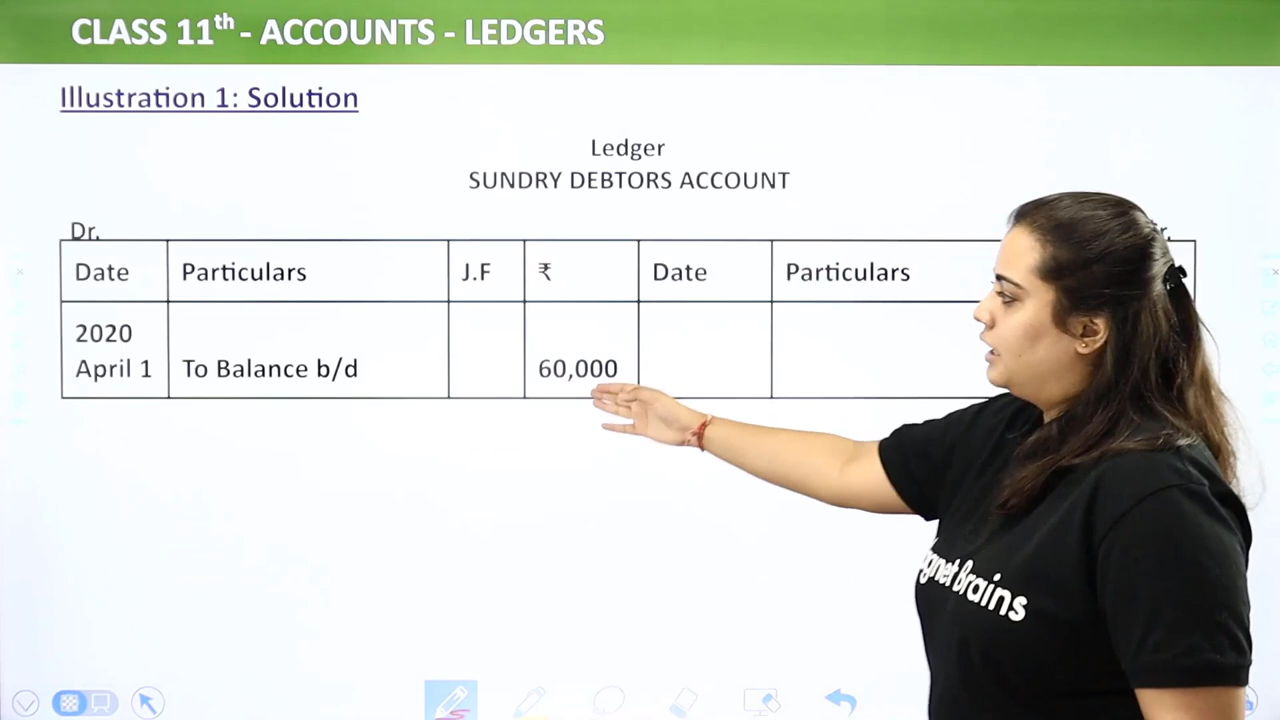 CLASS 11th - ACCOUNTS - LEDGERS
Illustration 1: Solution
Ledger
SUNDRY DEBTORS ACCOUNT
Dr.
Date Particulars J.F ₹ Date Particulars
2020
April 1 To Balance b/d 60,000
Brains